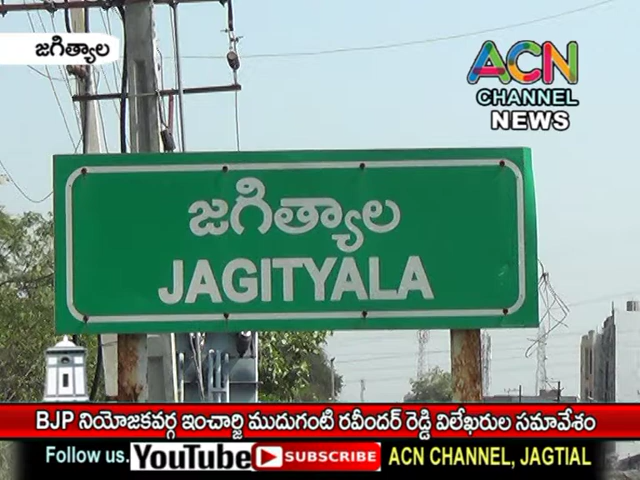 జగిత్యాల
ACN
CHANNEL
NEWS
జగిత్యాల
JAGITYALA
BJP నియోజకవర్గ ఇంచార్జి ముదుగంటి రవీందర్ రెడ్డి విలేఖరుల సమావేశం
Follow us. YouTube SUBSCRIBE ACN CHANNEL, JAGTIAL